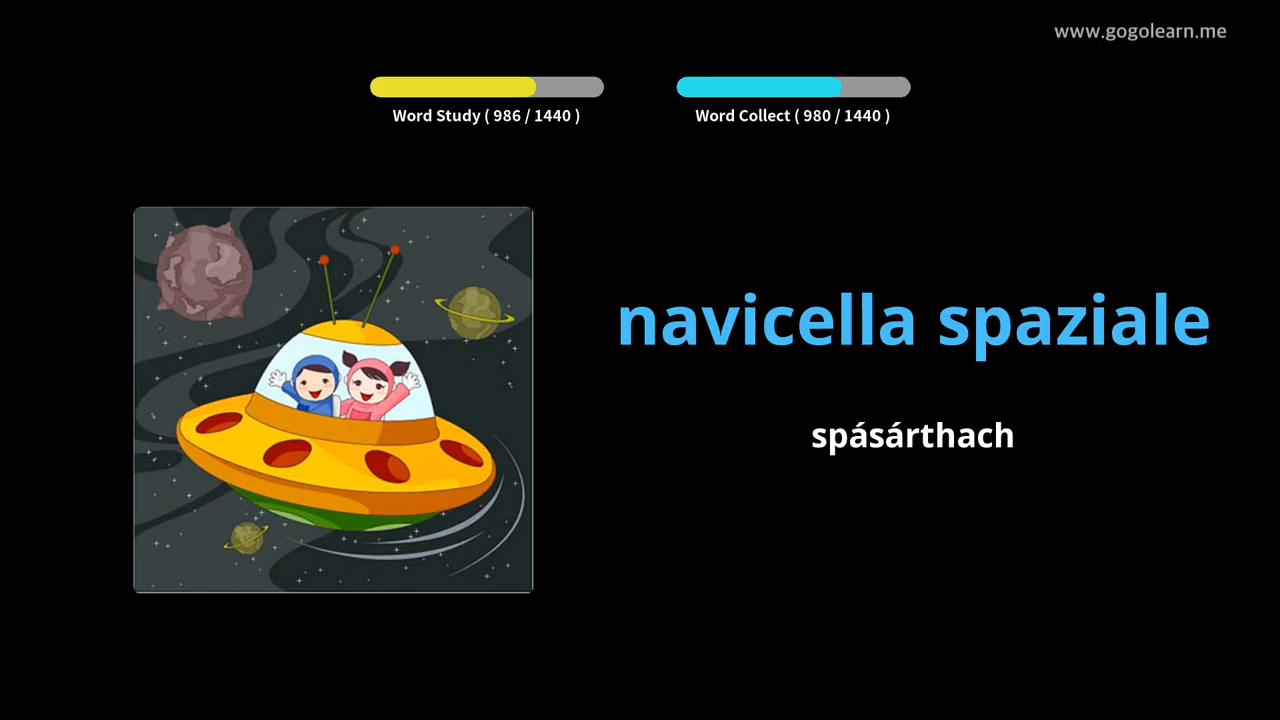 www.gogolearn.me
Word Study ( 986 / 1440 )
Word Collect ( 980 / 1440 )
navicella spaziale
spásárthach